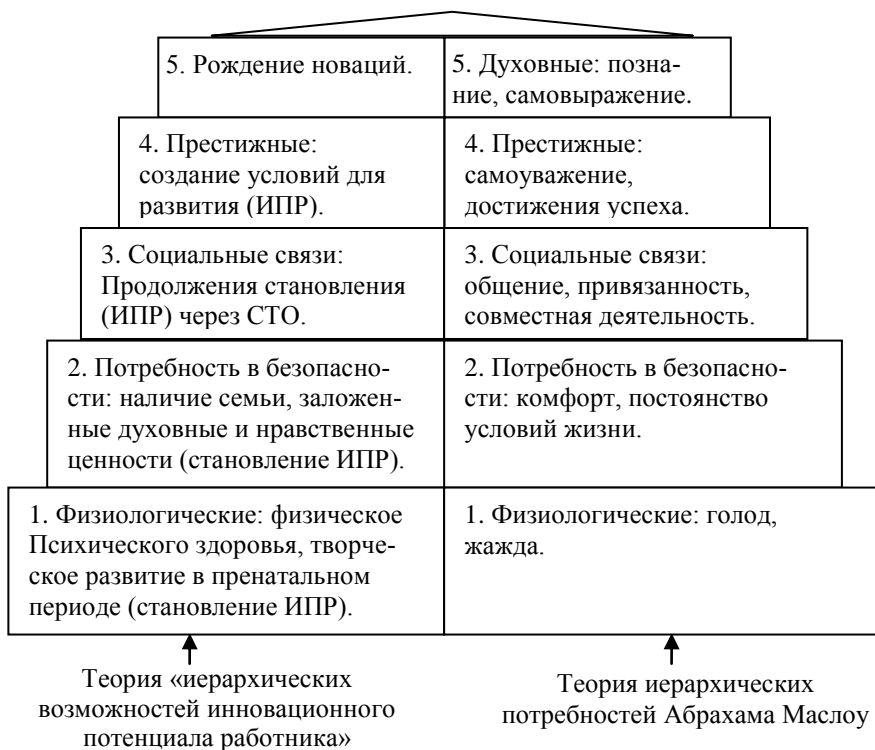 5. Рождение новаций.
5. Духовные: позна-
ние, самовыражение.
4. Престижные:
создание условий для
развития (ИПР).
4. Престижные:
самоуважение,
достижения успеха.
3. Социальные связи:
Продолжения становления
(ИПР) через СТО.
3. Социальные связи:
общение, привязанность,
совместная деятельность.
2. Потребность в безопасно-
сти: наличие семьи, заложен-
ные духовные и нравственные
ценности (становление ИПР).
2. Потребность в безопасно-
сти: комфорт, постоянство
условий жизни.
1. Физиологические: физическое
Психического здоровья, творче-
ское развитие в пренатальном
периоде (становление ИПР).
1. Физиологические: голод,
жажда.
Теория «иерархических
возможностей инновационного
потенциала работника»
Теория иерархических
потребностей Абрахама Маслоу